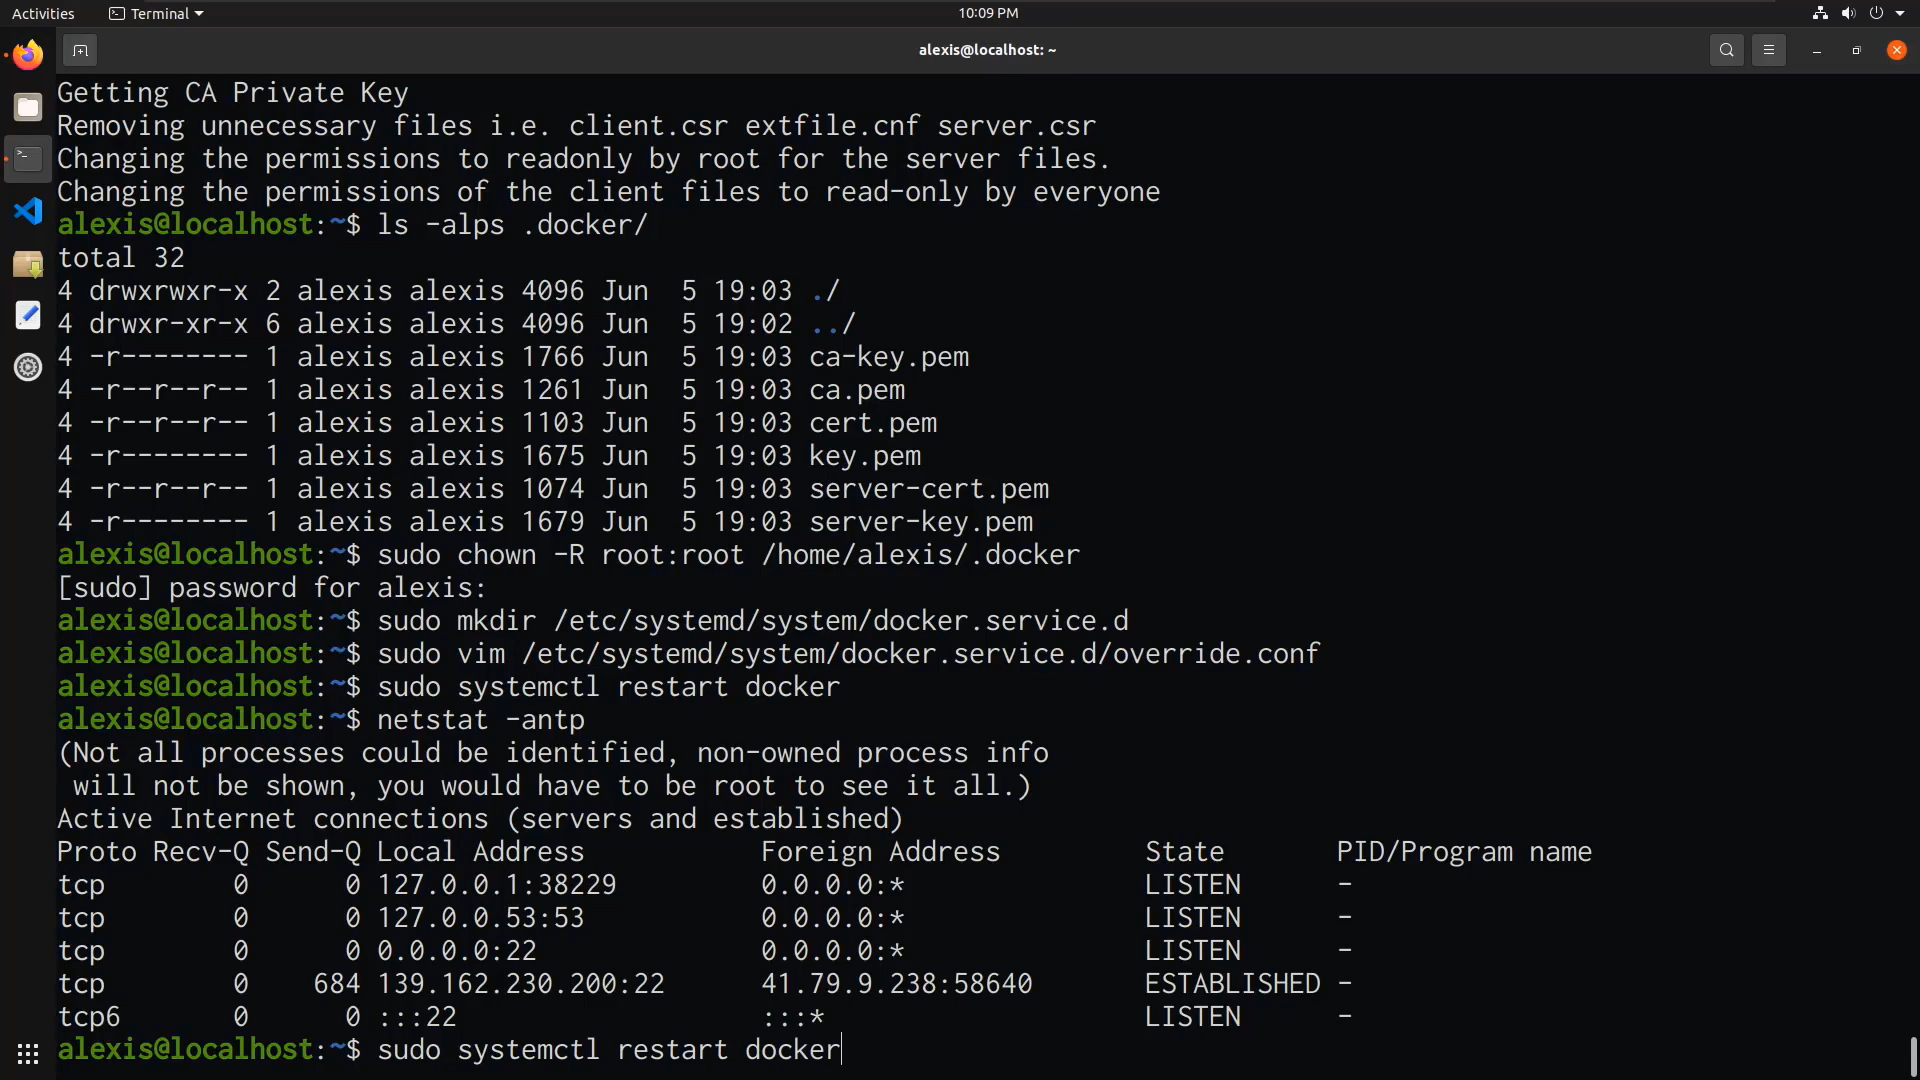 Activities Terminal 10:09 PM
alexis@localhost: ~
Getting CA Private Key
Removing unnecessary files i.e. client.csr extfile.cnf server.csr
Changing the permissions to readonly by root for the server files.
Changing the permissions of the client files to read-only by everyone
alexis@localhost:~$ ls -alps .docker/
total 32
4 drwxrwxr-x 2 alexis alexis 4096 Jun  5 19:03 ./
4 drwxr-xr-x 6 alexis alexis 4096 Jun  5 19:02 ../
4 -r-------- 1 alexis alexis 1766 Jun  5 19:03 ca-key.pem
4 -r--r--r-- 1 alexis alexis 1261 Jun  5 19:03 ca.pem
4 -r--r--r-- 1 alexis alexis 1103 Jun  5 19:03 cert.pem
4 -r-------- 1 alexis alexis 1675 Jun  5 19:03 key.pem
4 -r--r--r-- 1 alexis alexis 1074 Jun  5 19:03 server-cert.pem
4 -r-------- 1 alexis alexis 1679 Jun  5 19:03 server-key.pem
alexis@localhost:~$ sudo chown -R root:root /home/alexis/.docker
[sudo] password for alexis:
alexis@localhost:~$ sudo mkdir /etc/systemd/system/docker.service.d
alexis@localhost:~$ sudo vim /etc/systemd/system/docker.service.d/override.conf
alexis@localhost:~$ sudo systemctl restart docker
alexis@localhost:~$ netstat -antp
(Not all processes could be identified, non-owned process info
 will not be shown, you would have to be root to see it all.)
Active Internet connections (servers and established)
Proto Recv-Q Send-Q Local Address           Foreign Address         State       PID/Program name
tcp        0      0 127.0.0.1:38229         0.0.0.0:*               LISTEN      -
tcp        0      0 127.0.0.53:53           0.0.0.0:*               LISTEN      -
tcp        0      0 0.0.0.0:22              0.0.0.0:*               LISTEN      -
tcp        0    684 139.162.230.200:22      41.79.9.238:58640       ESTABLISHED -
tcp6       0      0 :::22                   :::*                    LISTEN      -
alexis@localhost:~$ sudo systemctl restart docker